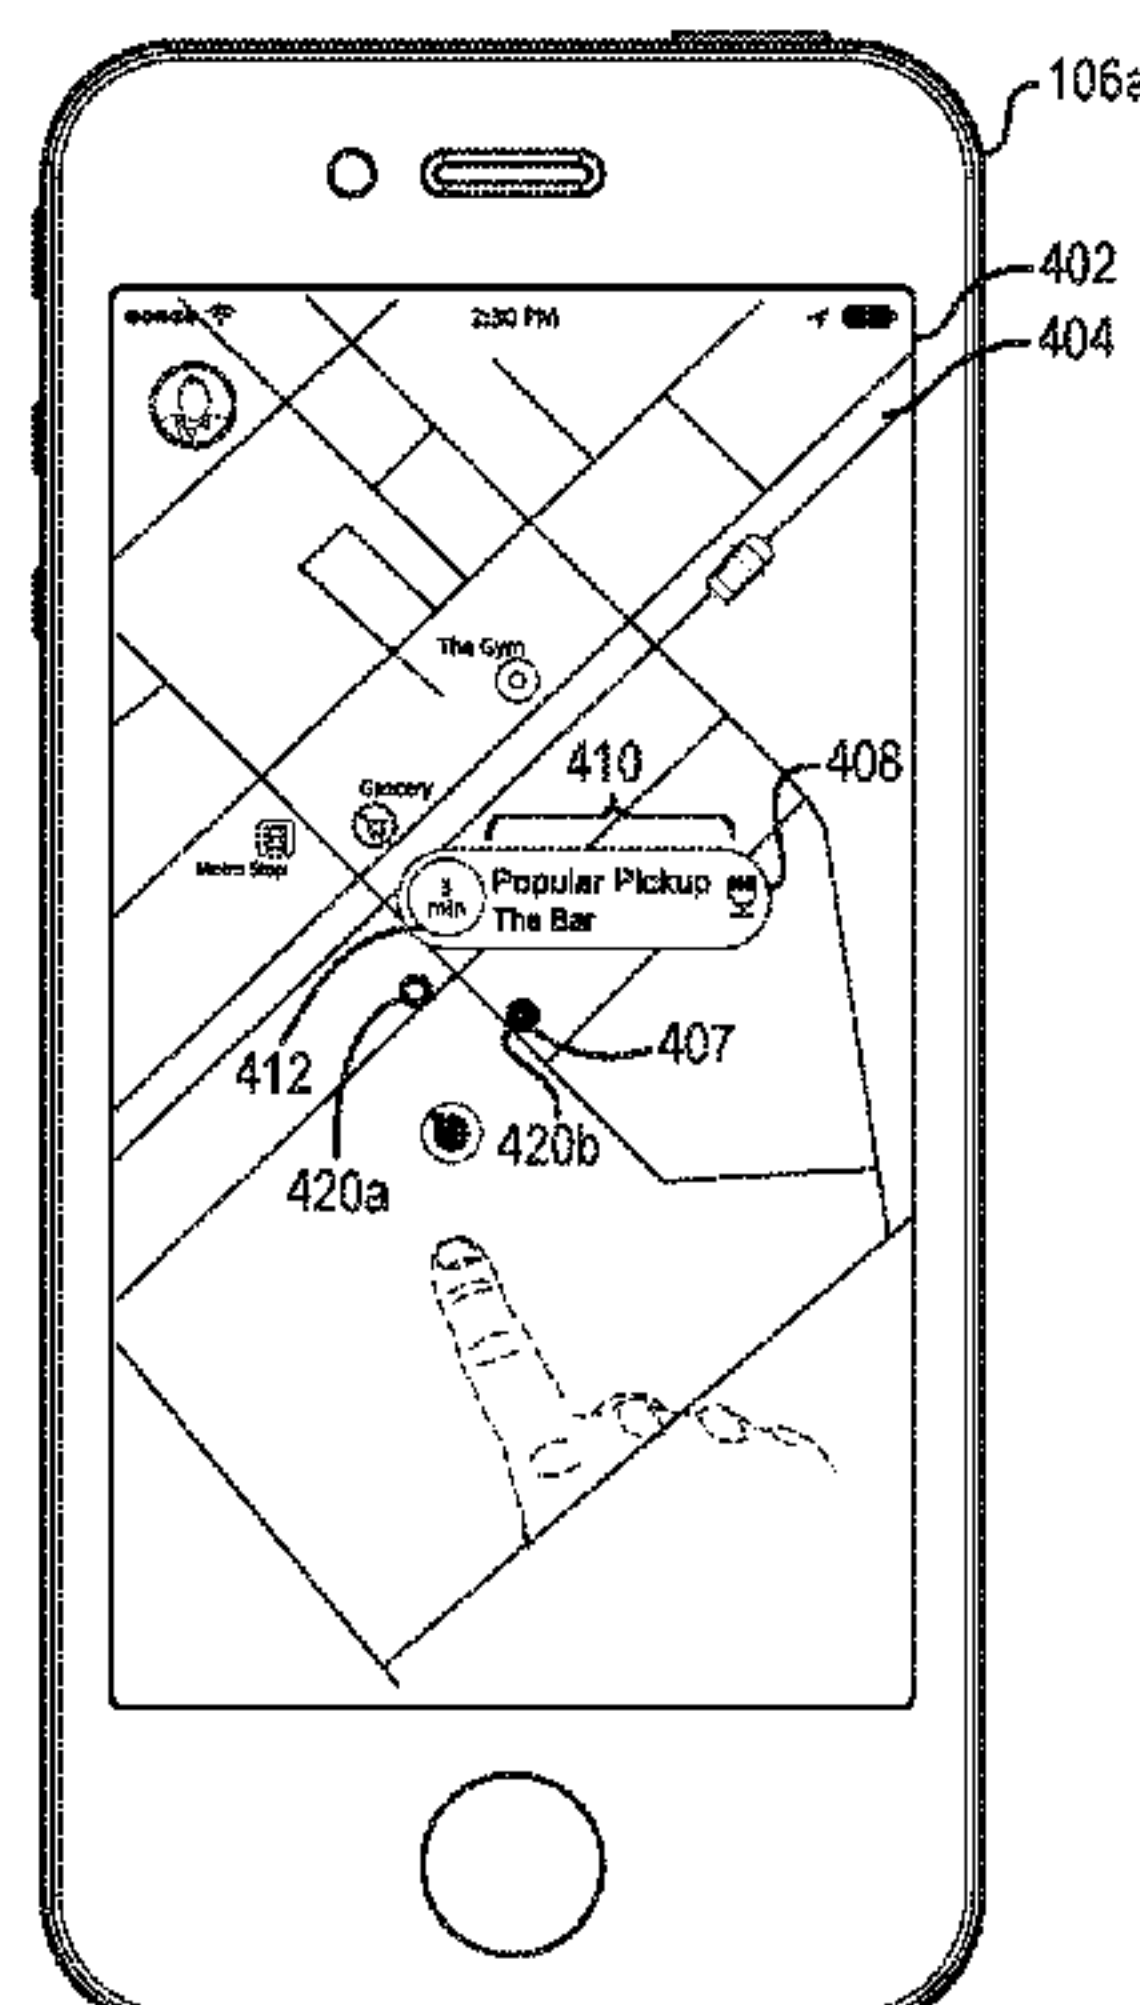 106a
402
2:30 PM
404
The Gym
410
408
Grocery
Metro Stop
3
min
Popular Pickup
The Bar
412
407
420b
420a